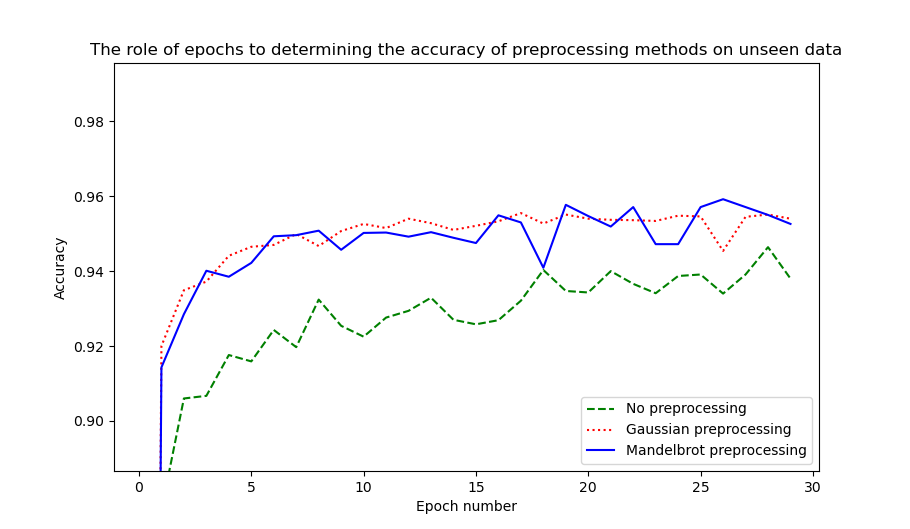 The role of epochs to determining the accuracy of preprocessing methods on unseen data
0.98
0.96
0.94
0.92
0.90
Accuracy
No preprocessing
Gaussian preprocessing
Mandelbrot preprocessing
0 5 10 15 20 25 30
Epoch number